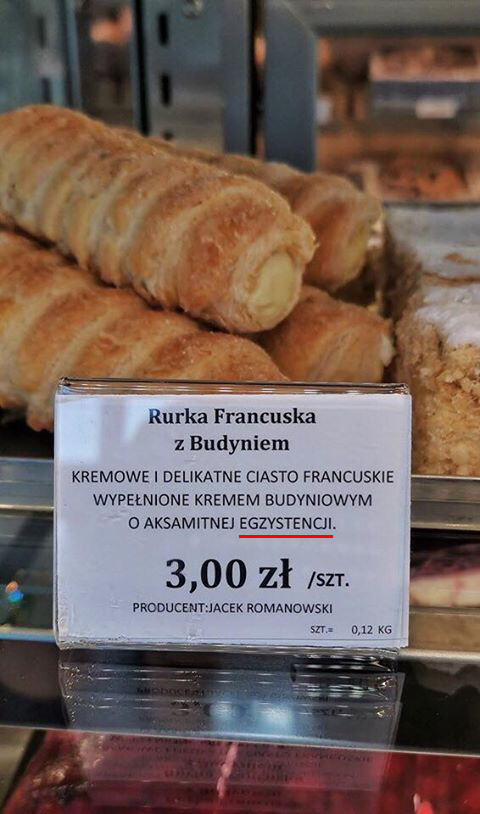 Rurka Francuska
z Budyniem
KREMOWE I DELIKATNE CIASTO FRANCUSKIE
WYPEŁNIONE KREMEM BUDYNIOWYM
O AKSAMITNEJ EGZYSTENCJI.
3,00 zł /SZT.
PRODUCENT:JACEK ROMANOWSKI
SZT.= 0,12 KG